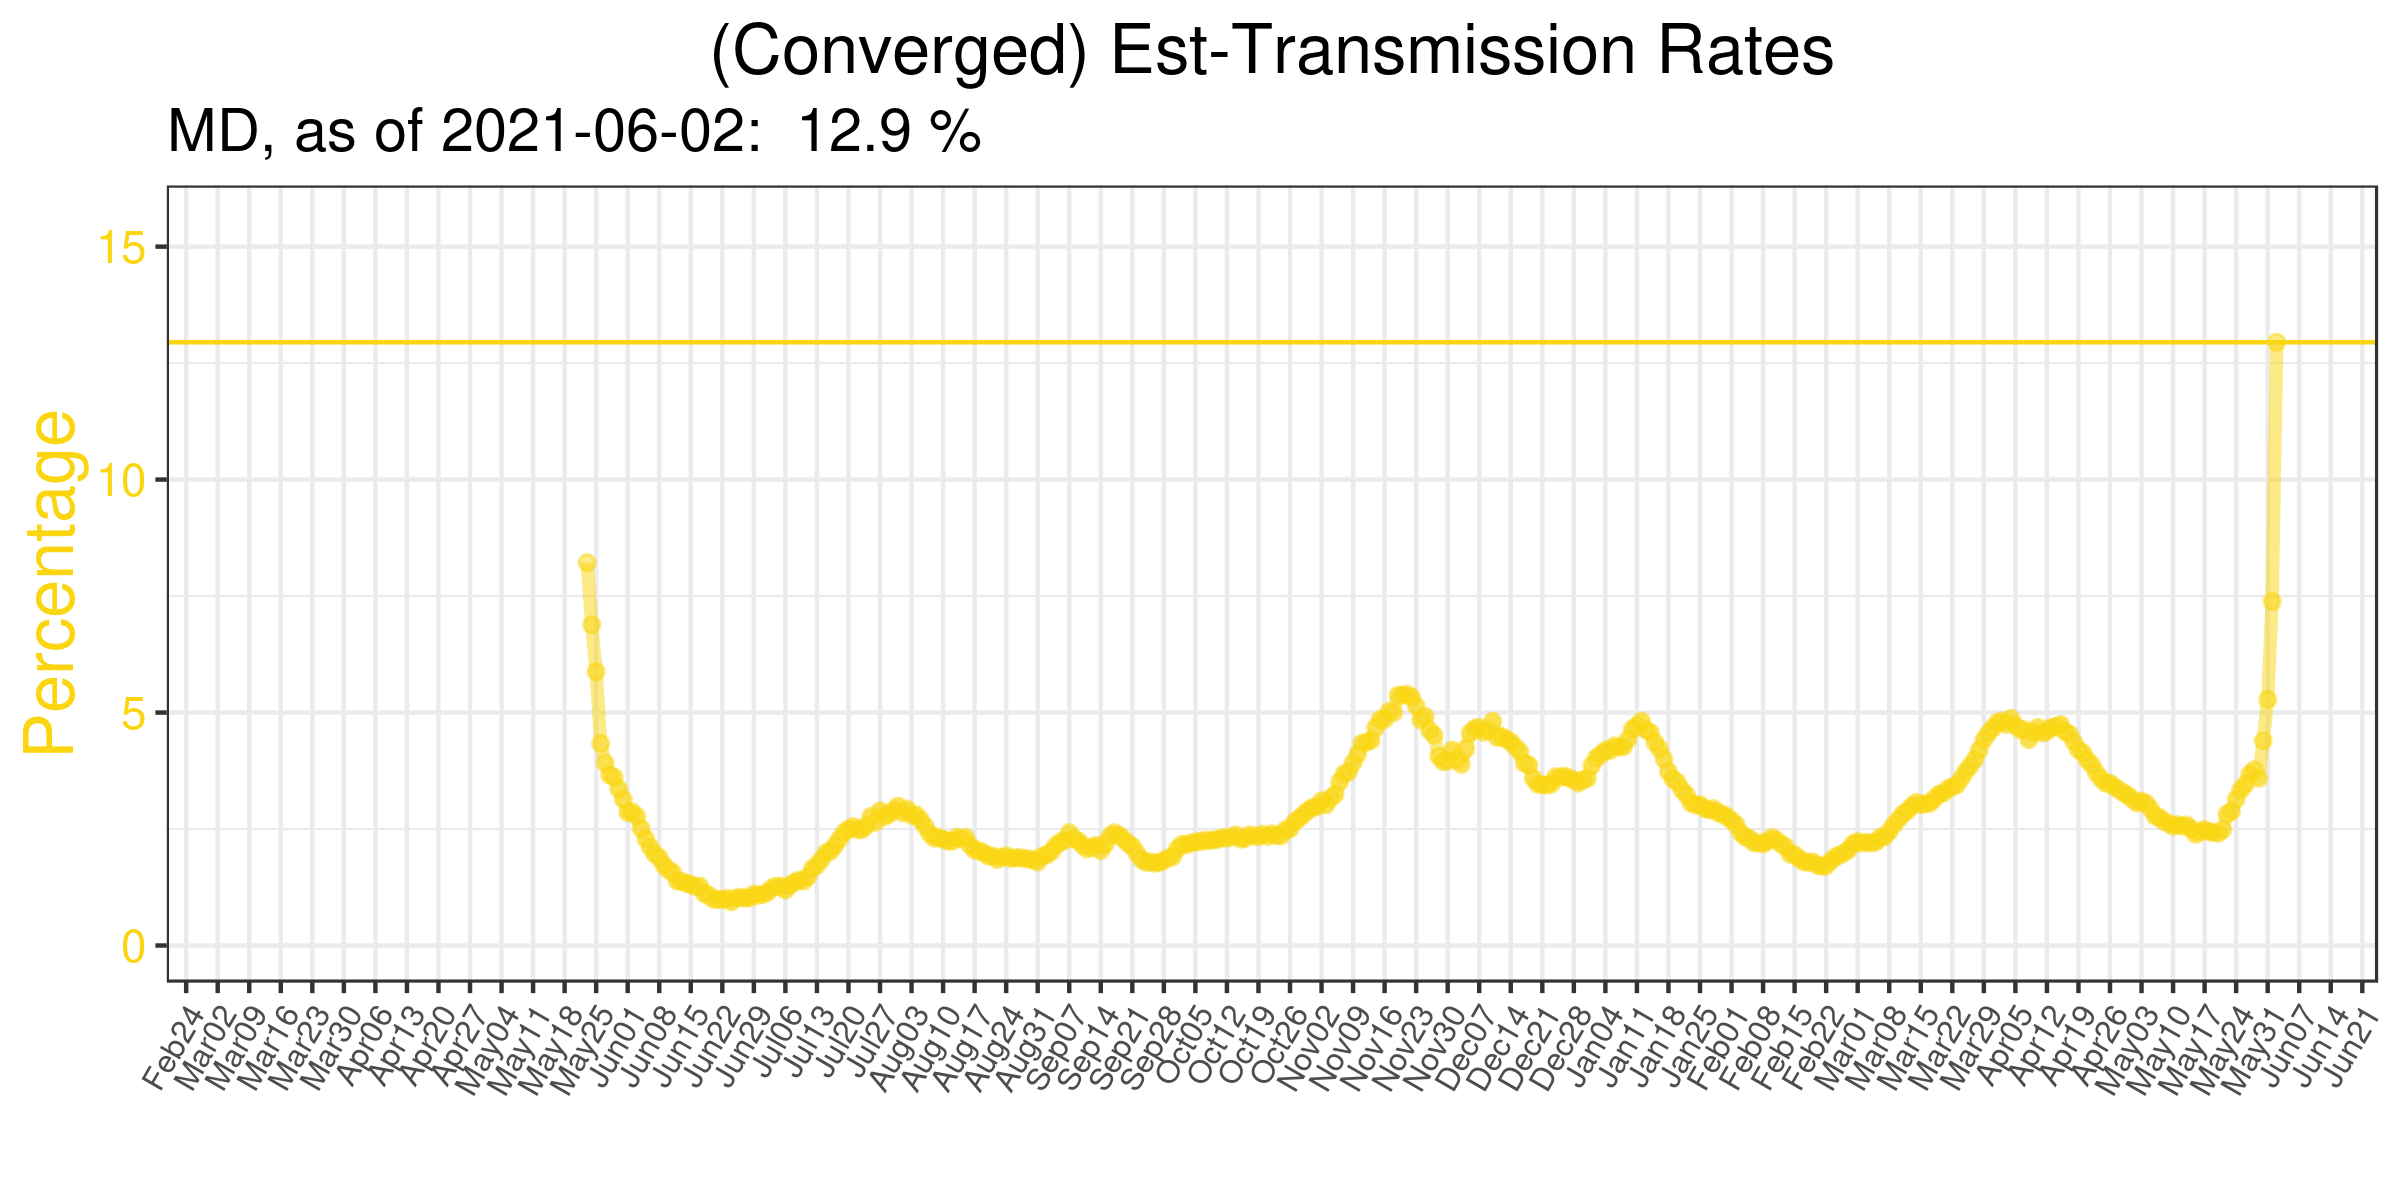 (Converged) Est-Transmission Rates
MD, as of 2021-06-02:  12.9 %
Percentage
15
10
5
0
Feb24
Mar02
Mar09
Mar16
Mar23
Mar30
Apr06
Apr13
Apr20
Apr27
May04
May11
May18
May25
Jun01
Jun08
Jun15
Jun22
Jun29
Jul06
Jul13
Jul20
Jul27
Aug03
Aug10
Aug17
Aug24
Aug31
Sep07
Sep14
Sep21
Sep28
Oct05
Oct12
Oct19
Oct26
Nov02
Nov09
Nov16
Nov23
Nov30
Dec07
Dec14
Dec21
Dec28
Jan04
Jan11
Jan18
Jan25
Feb01
Feb08
Feb15
Feb22
Mar01
Mar08
Mar15
Mar22
Mar29
Apr05
Apr12
Apr19
Apr26
May03
May10
May17
May24
May31
Jun07
Jun14
Jun21